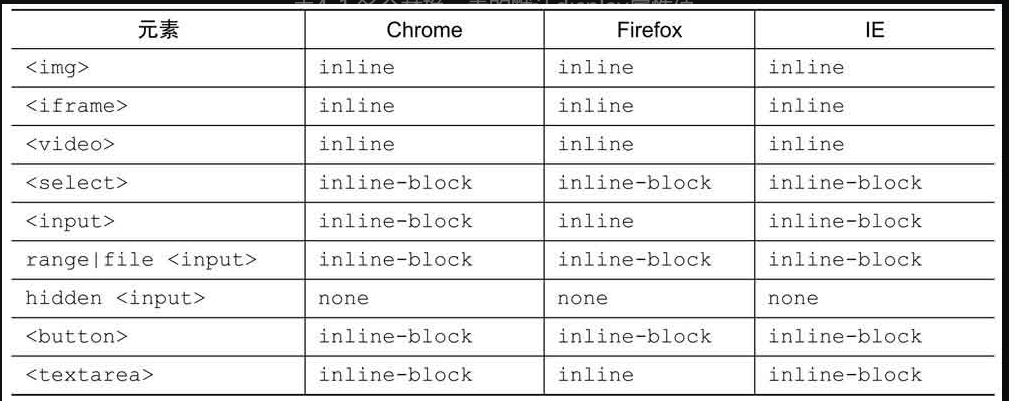 元素 Chrome Firefox IE
<img> inline inline inline
<iframe> inline inline inline
<video> inline inline inline
<select> inline-block inline-block inline-block
<input> inline-block inline inline-block
range|file <input> inline-block inline-block inline-block
hidden <input> none none none
<button> inline-block inline-block inline-block
<textarea> inline-block inline inline-block